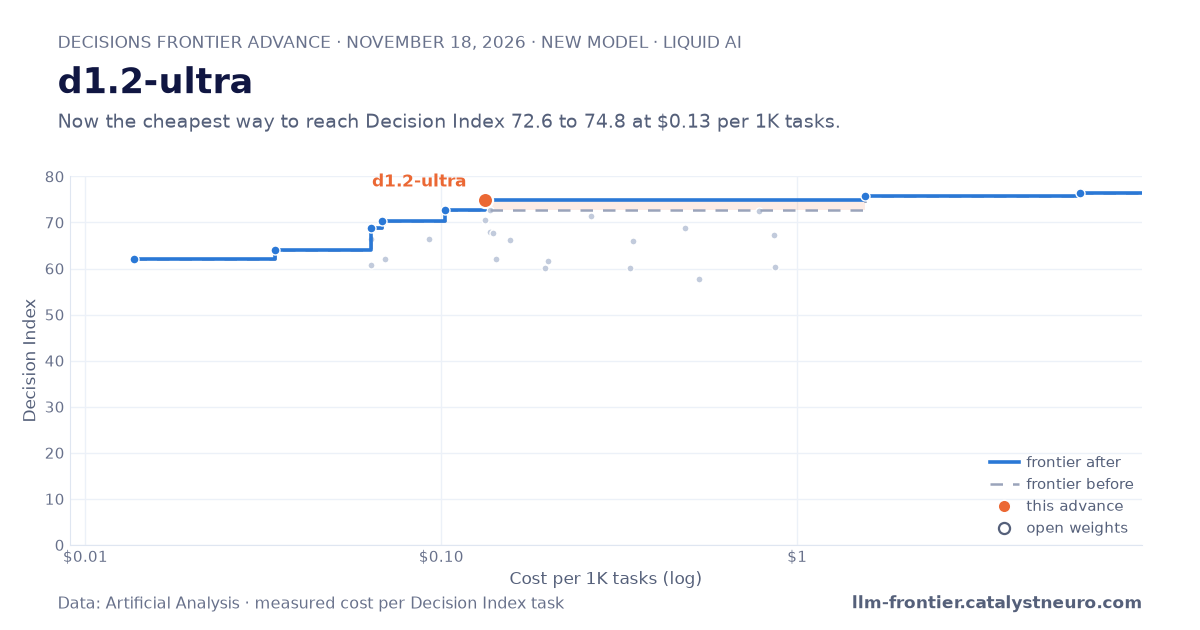 DECISIONS FRONTIER ADVANCE · NOVEMBER 18, 2026 · NEW MODEL · LIQUID AI
d1.2-ultra
Now the cheapest way to reach Decision Index 72.6 to 74.8 at $0.13 per 1K tasks.
d1.2-ultra
80
70
60
50
40
30
20
10
0
Decision Index
frontier after
frontier before
this advance
open weights
$0.01
$0.10
$1
Cost per 1K tasks (log)
Data: Artificial Analysis · measured cost per Decision Index task
llm-frontier.catalystneuro.com